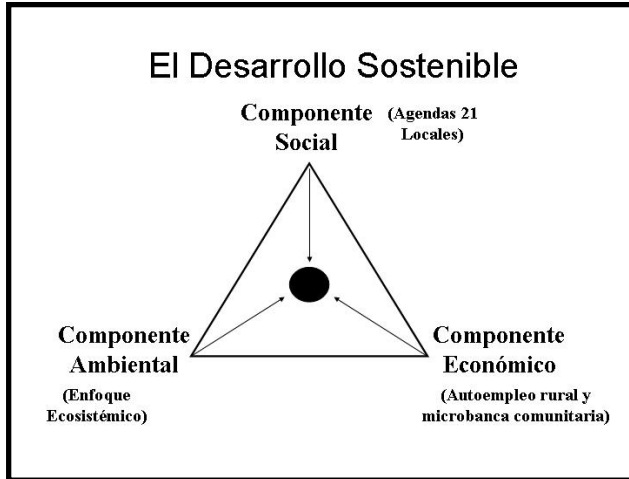 El Desarrollo Sostenible
Componente
Social
(Agendas 21
Locales)
Componente
Ambiental
(Enfoque
Ecosistémico)
Componente
Económico
(Autoempleo rural y
microbanca comunitaria)